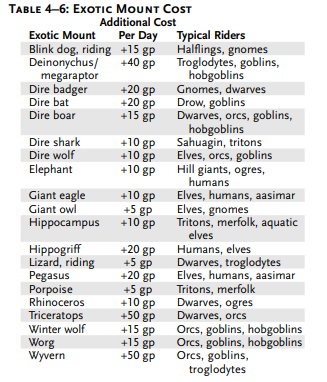 TABLE 4–6: EXOTIC MOUNT COST
Additional Cost
Exotic Mount Per Day Typical Riders
Blink dog, riding +15 gp Halflings, gnomes
Deinonychus/ +40 gp Troglodytes, goblins,
megaraptor hobgoblins
Dire badger +20 gp Gnomes, dwarves
Dire bat +20 gp Drow, goblins
Dire boar +15 gp Dwarves, orcs, goblins,
hobgoblins
Dire shark +10 gp Sahuagin, tritons
Dire wolf +10 gp Elves, orcs, goblins
Elephant +10 gp Hill giants, ogres,
humans
Giant eagle +10 gp Elves, humans, aasimar
Giant owl +5 gp Elves, gnomes
Hippocampus +10 gp Tritons, merfolk, aquatic
elves
Hippogriff +20 gp Humans, elves
Lizard, riding +5 gp Dwarves, troglodytes
Pegasus +20 gp Elves, humans, aasimar
Porpoise +5 gp Tritons, merfolk
Rhinoceros +10 gp Dwarves, ogres
Triceratops +50 gp Dwarves, orcs
Winter wolf +15 gp Orcs, goblins, hobgoblins
Worg +15 gp Orcs, goblins, hobgoblins
Wyvern +50 gp Orcs, goblins,
troglodytes